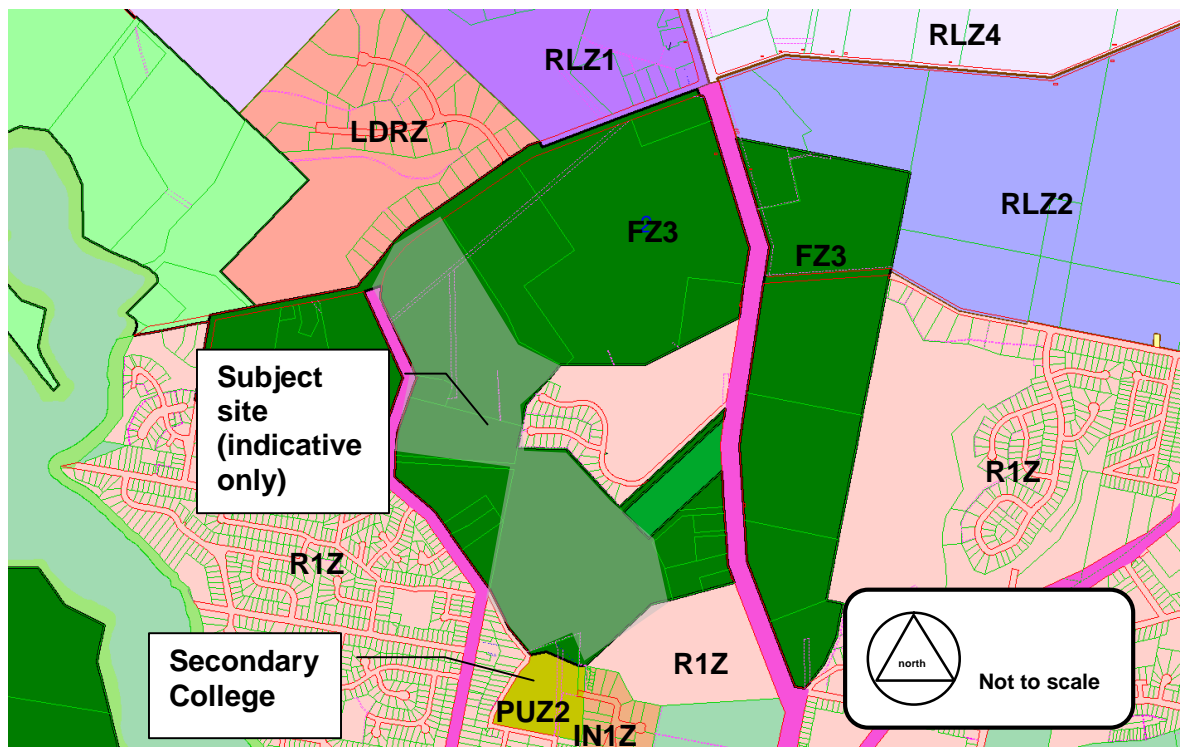 RLZ4
RLZ1
LDRZ
RLZ2
2
FZ3
FZ3
Subject
site
(indicative
only)
R1Z
R1Z
north
Not to scale
Secondary
College
R1Z
PUZ2
IN1Z